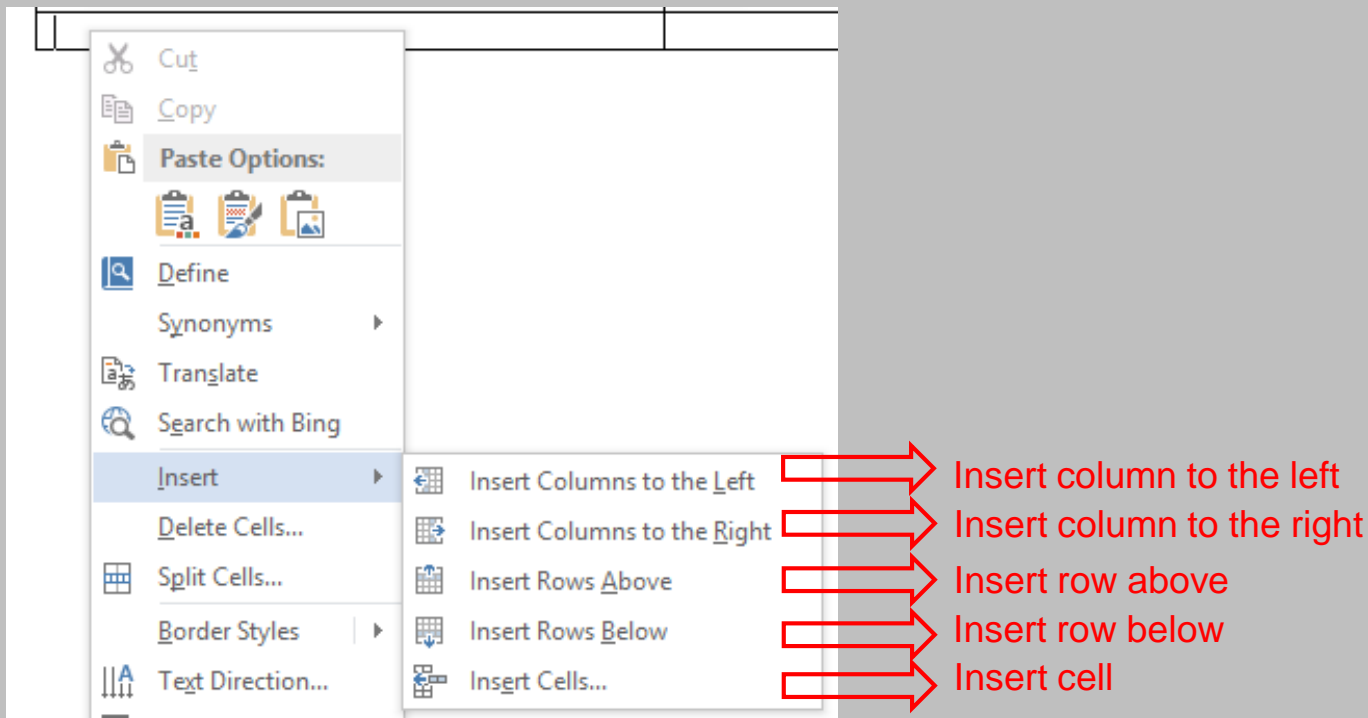 Cut
Copy
Paste Options:
Define
Synonyms
Translate
Search with Bing
Insert
Delete Cells...
Split Cells...
Border Styles
Text Direction...
Insert Columns to the Left
Insert Columns to the Right
Insert Rows Above
Insert Rows Below
Insert Cells...
Insert column to the left
Insert column to the right
Insert row above
Insert row below
Insert cell